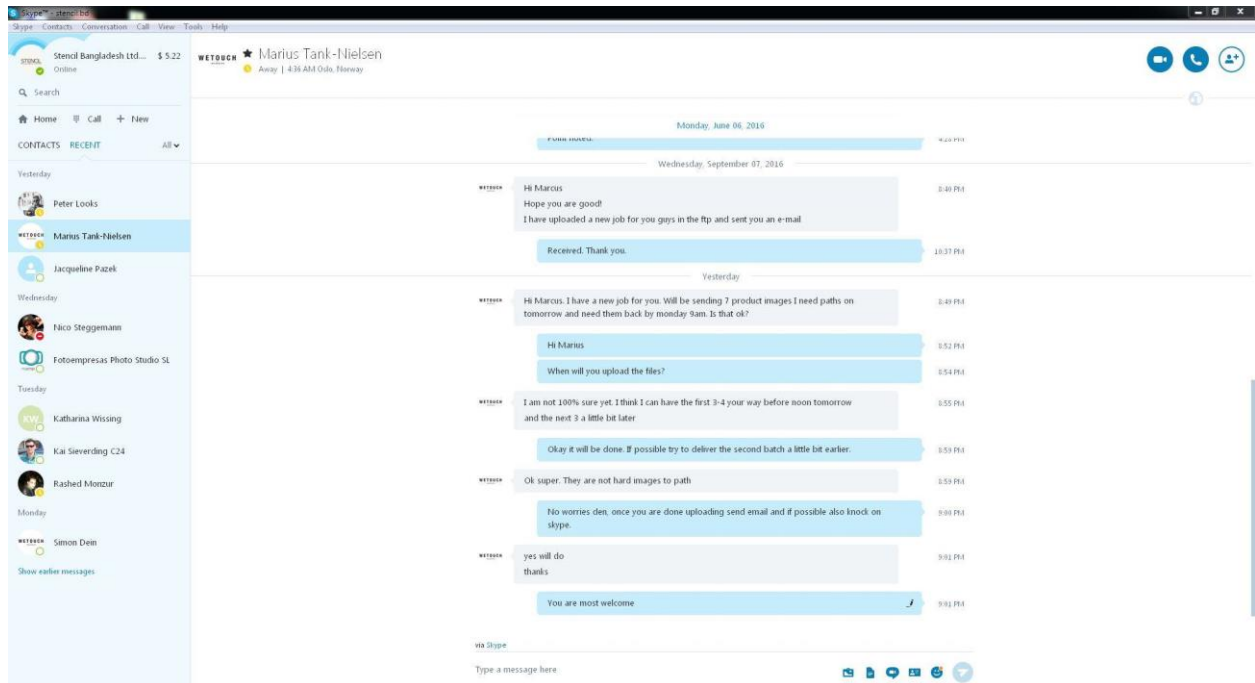 Skype™ - stencil.bd
Skype Contacts Conversation Call View Tools Help
STENCIL
Stencil Bangladesh Ltd... $ 5.22
Online
Search
Home Call New
CONTACTS RECENT All
Yesterday
Peter Looks
WETOUCH Marius Tank-Nielsen
Jacqueline Pazek
Wednesday
Nico Steggemann
Fotoempresas Photo Studio SL
Tuesday
KW Katharina Wissing
Kai Sieverding C24
Rashed Monzur
Monday
WETOUCH Simon Dein
Show earlier messages
WETOUCH Marius Tank-Nielsen
Away | 4:36 AM Oslo, Norway
Monday, June 06, 2016
Point noted.
Wednesday, September 07, 2016
WETOUCH Hi Marcus 8:40 PM
Hope you are good!
I have uploaded a new job for you guys in the ftp and sent you an e-mail
Received. Thank you. 10:37 PM
Yesterday
WETOUCH Hi Marcus. I have a new job for you. Will be sending 7 product images I need paths on 8:49 PM
tomorrow and need them back by monday 9am. Is that ok?
Hi Marius 8:52 PM
When will you upload the files? 8:54 PM
WETOUCH I am not 100% sure yet. I think I can have the first 3-4 your way before noon tomorrow 8:55 PM
and the next 3 a little bit later
Okay it will be done. If possible try to deliver the second batch a little bit earlier. 8:59 PM
WETOUCH Ok super. They are not hard images to path 8:59 PM
No worries den, once you are done uploading send email and if possible also knock on 9:00 PM
skype.
WETOUCH yes will do 9:01 PM
thanks
You are most welcome 9:01 PM
via Skype
Type a message here